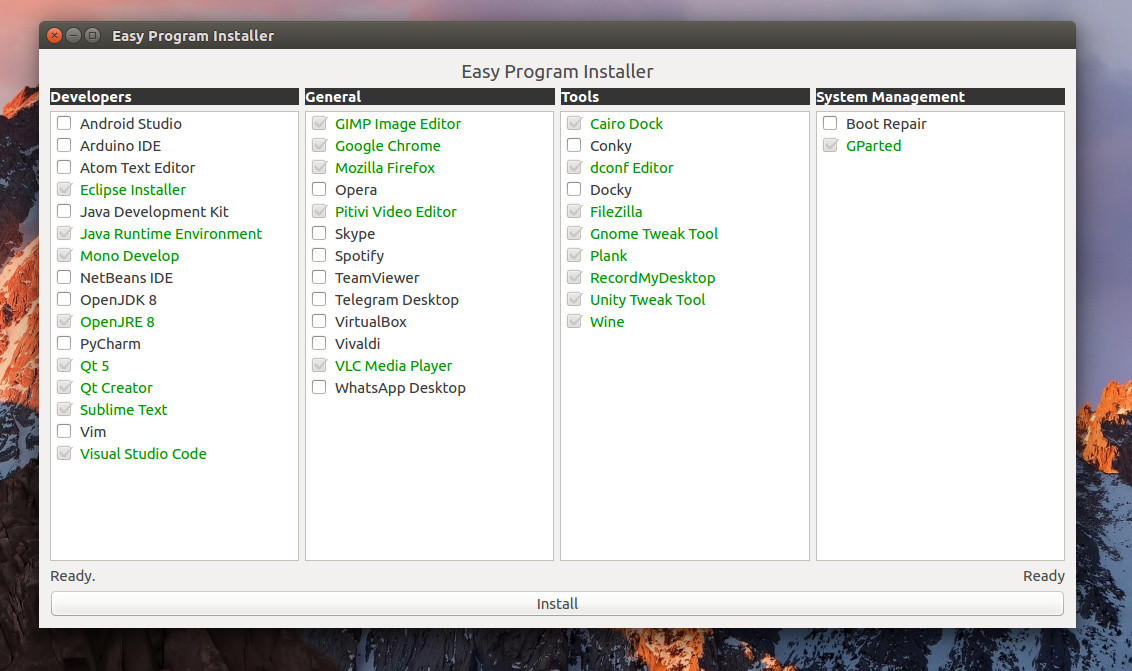 Easy Program Installer
Easy Program Installer
Developers
Android Studio
Arduino IDE
Atom Text Editor
Eclipse Installer
Java Development Kit
Java Runtime Environment
Mono Develop
NetBeans IDE
OpenJDK 8
OpenJRE 8
PyCharm
Qt 5
Qt Creator
Sublime Text
Vim
Visual Studio Code
General
GIMP Image Editor
Google Chrome
Mozilla Firefox
Opera
Pitivi Video Editor
Skype
Spotify
TeamViewer
Telegram Desktop
VirtualBox
Vivaldi
VLC Media Player
WhatsApp Desktop
Tools
Cairo Dock
Conky
dconf Editor
Docky
FileZilla
Gnome Tweak Tool
Plank
RecordMyDesktop
Unity Tweak Tool
Wine
System Management
Boot Repair
GParted
Ready.
Ready
Install